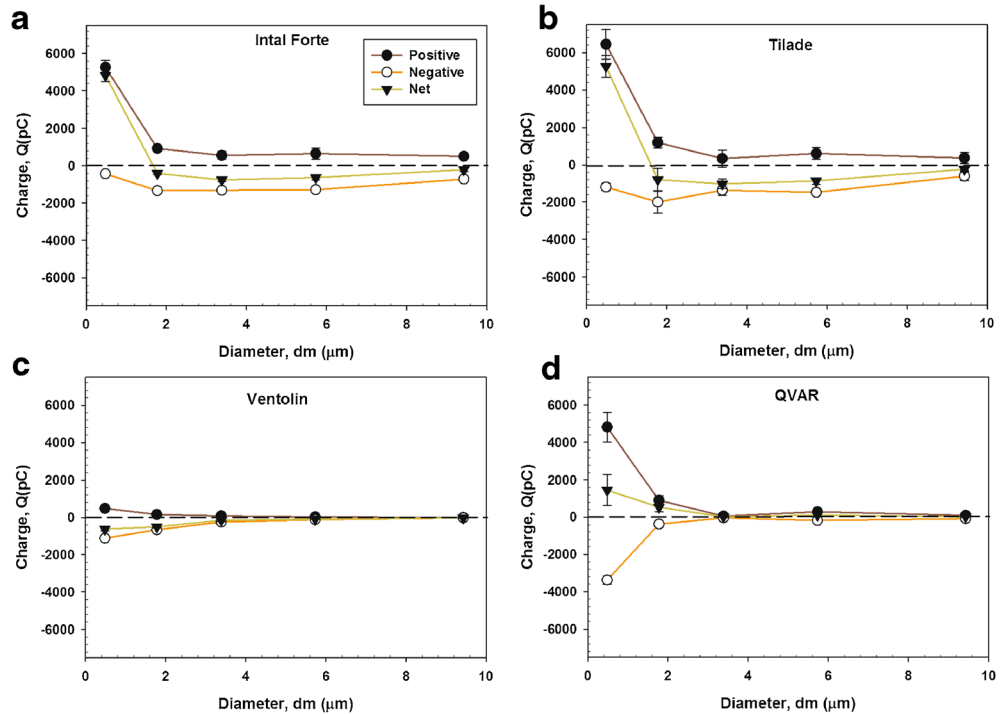 a
Intal Forte
Positive
Negative
Net
6000
4000
2000
0
-2000
-4000
-6000
Charge, Q(pC)
0 2 4 6 8 10
Diameter, dm (μm)
b
Tilade
6000
4000
2000
0
-2000
-4000
-6000
Charge, Q(pC)
0 2 4 6 8 10
Diameter, dm (μm)
c
Ventolin
6000
4000
2000
0
-2000
-4000
-6000
Charge, Q(pC)
0 2 4 6 8 10
Diameter, dm (μm)
d
QVAR
6000
4000
2000
0
-2000
-4000
-6000
Charge, Q(pC)
0 2 4 6 8 10
Diameter, dm (μm)